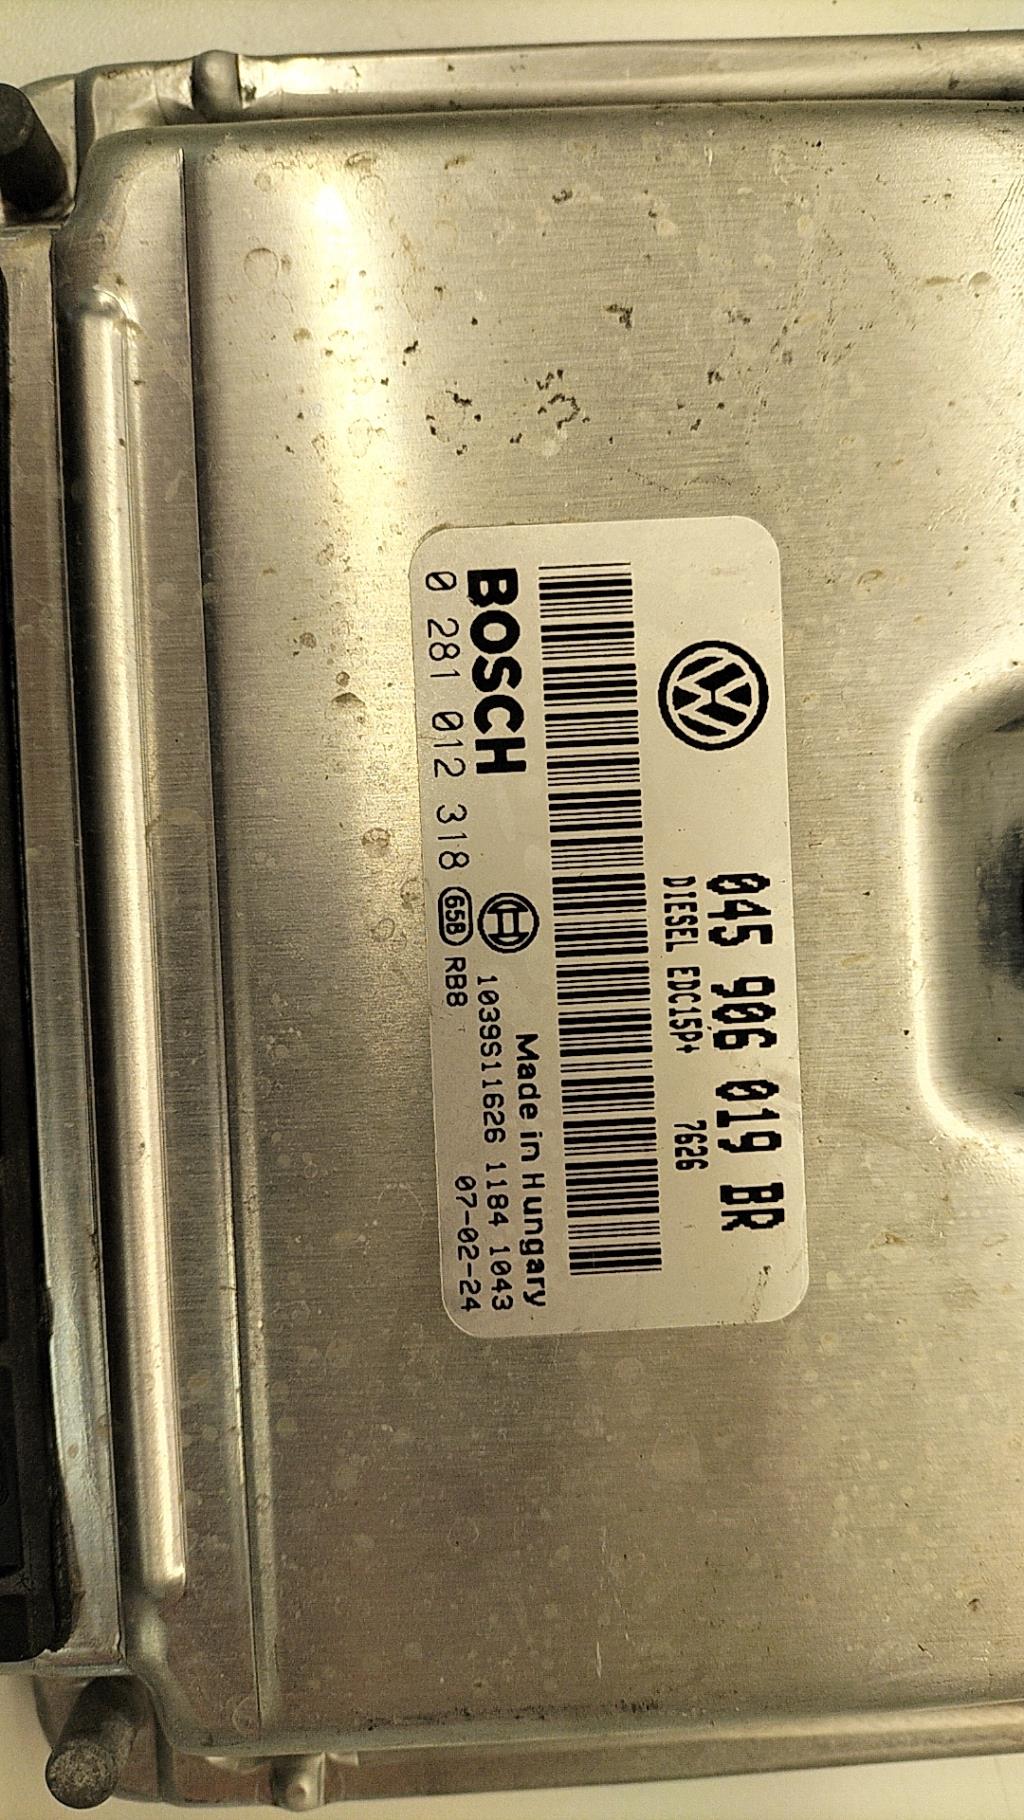 045 906 019 BR
DIESEL EDC15P+ 7626
Made in Hungary
BOSCH 1039S11626 1184 1043
0 281 012 318 65B RB8 07-02-24